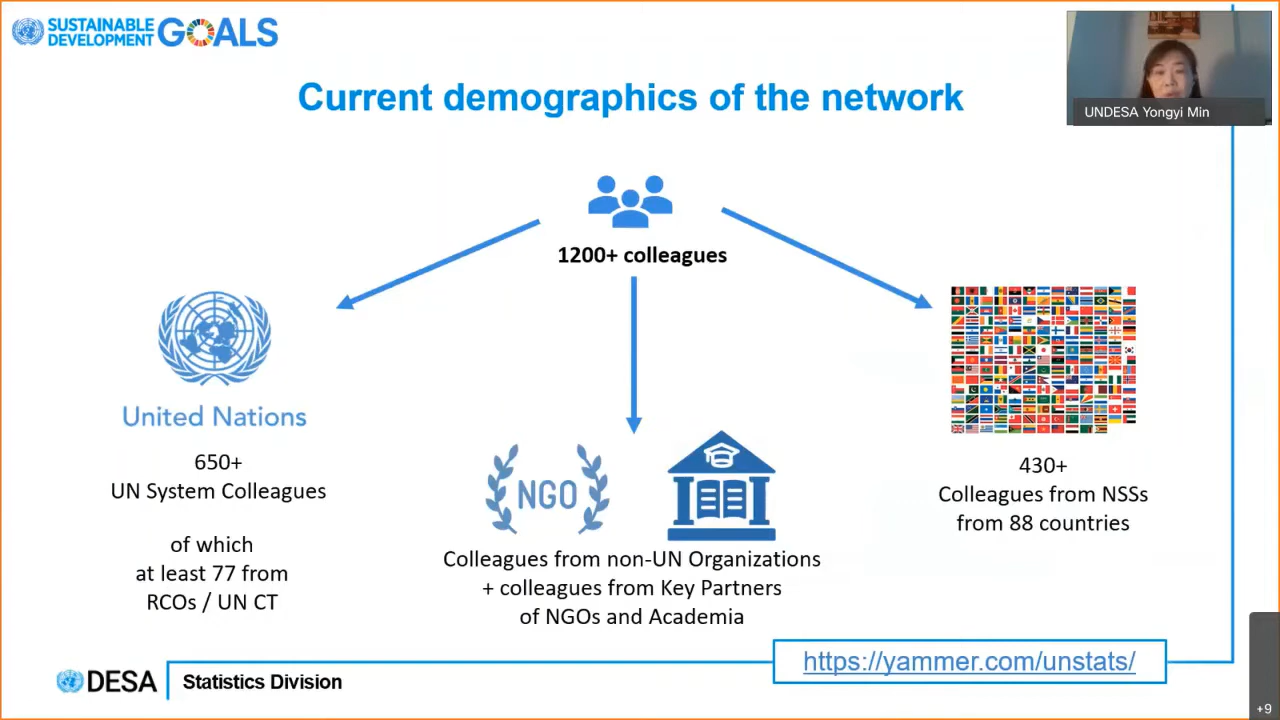 SUSTAINABLE
DEVELOPMENT
GOALS
Current demographics of the network
UNDESA Yongyi Min
1200+ colleagues
United Nations
650+
UN System Colleagues
of which
at least 77 from
RCOs / UN CT
NGO
Colleagues from non-UN Organizations
+ colleagues from Key Partners
of NGOs and Academia
430+
Colleagues from NSSs
from 88 countries
https://yammer.com/unstats/
DESA
Statistics Division
+9